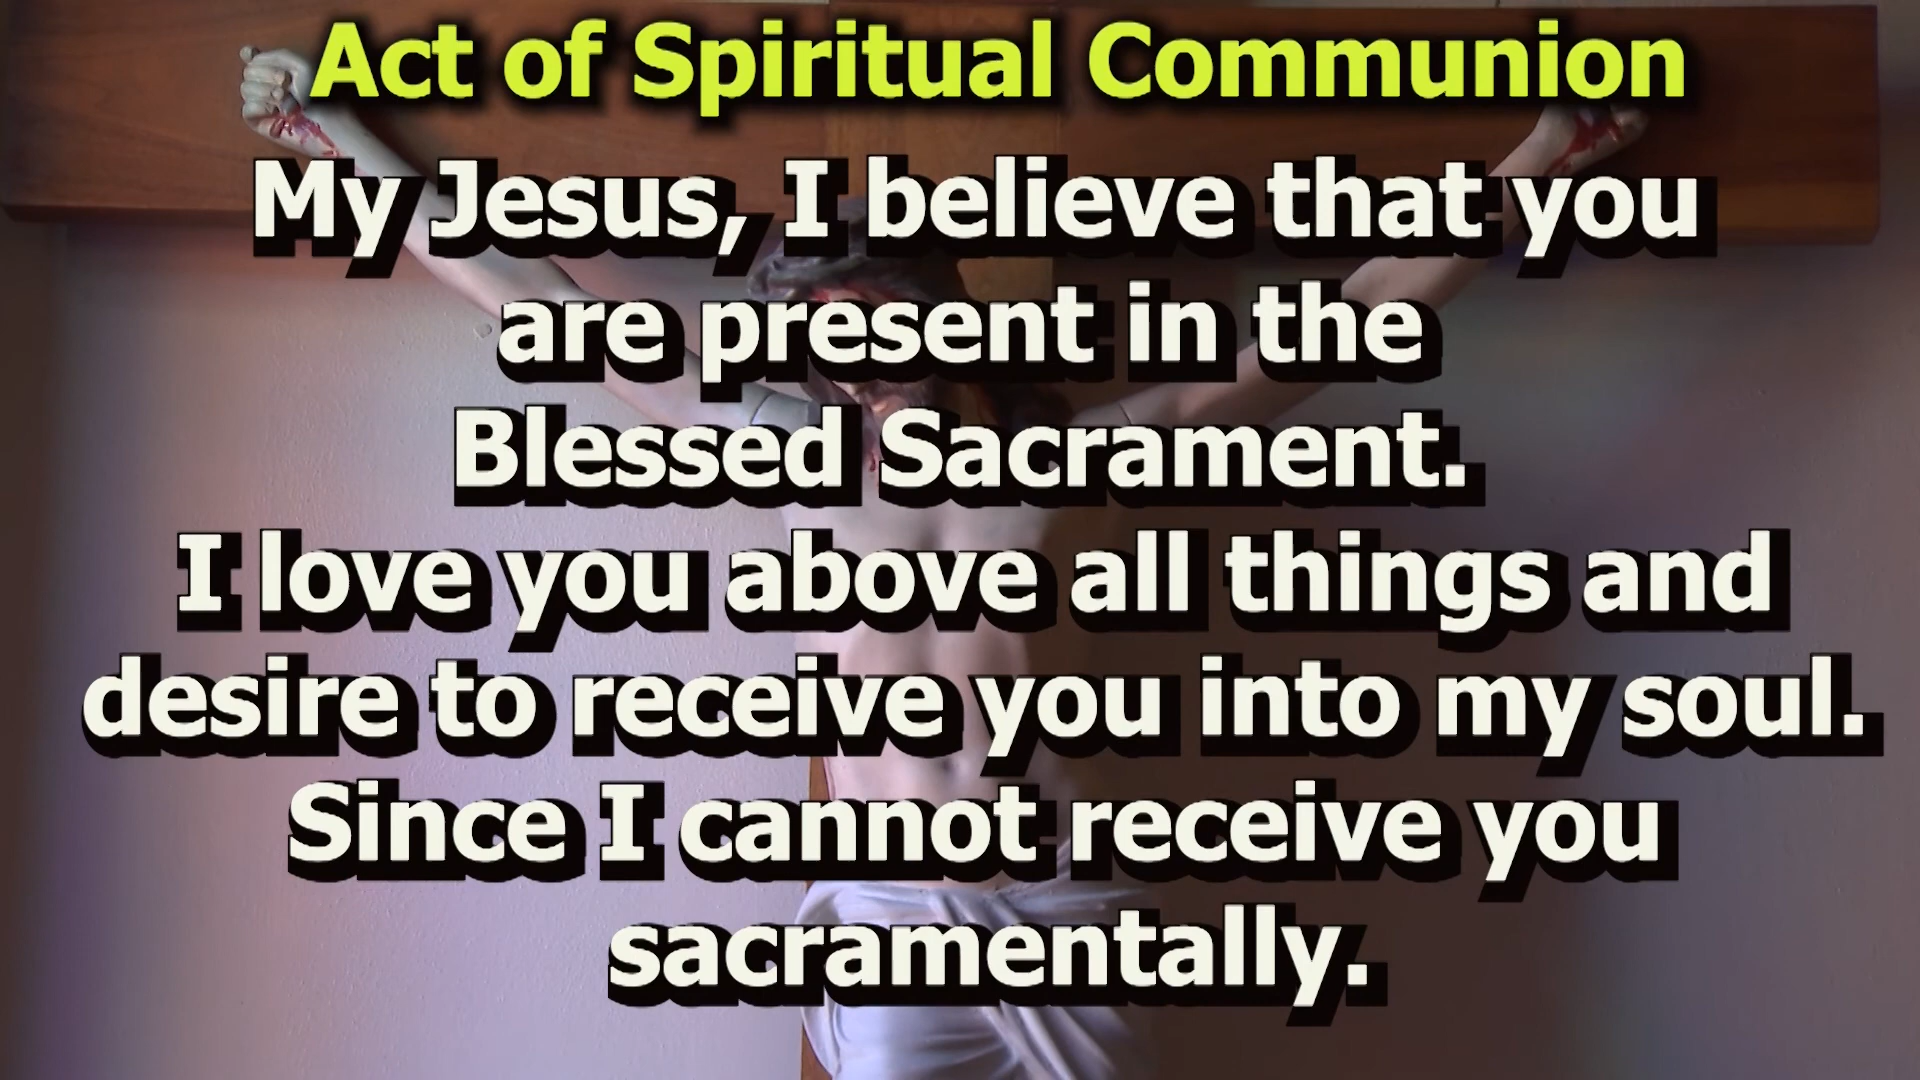 Act of Spiritual Communion
My Jesus, I believe that you
are present in the
Blessed Sacrament.
I love you above all things and
desire to receive you into my soul.
Since I cannot receive you
sacramentally.